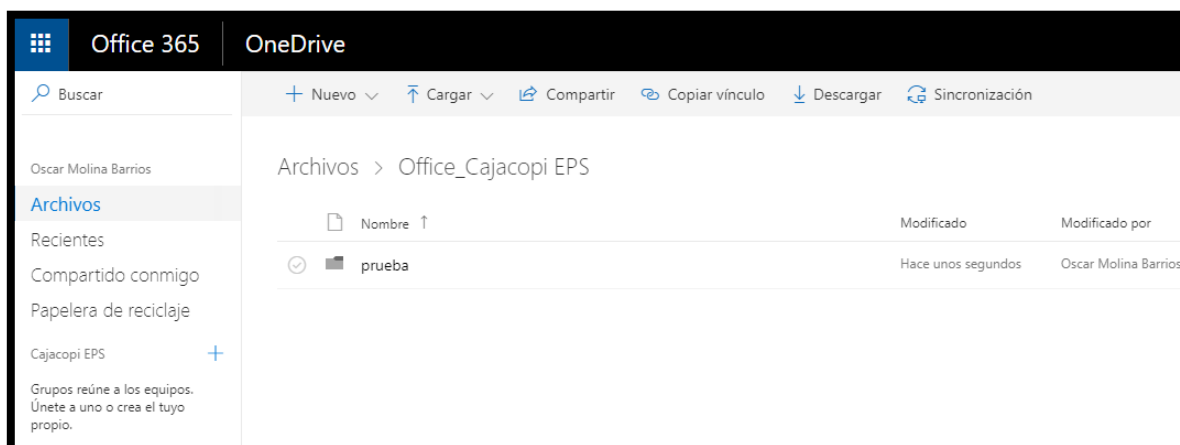 Office 365 OneDrive
Buscar
Nuevo Cargar Compartir Copiar vínculo Descargar Sincronización
Oscar Molina Barrios
Archivos
Recientes
Compartido conmigo
Papelera de reciclaje
Cajacopi EPS
Grupos reúne a los equipos.
Únete a uno o crea el tuyo
propio.
Archivos > Office_Cajacopi EPS
Nombre Modificado Modificado por
prueba Hace unos segundos Oscar Molina Barrios